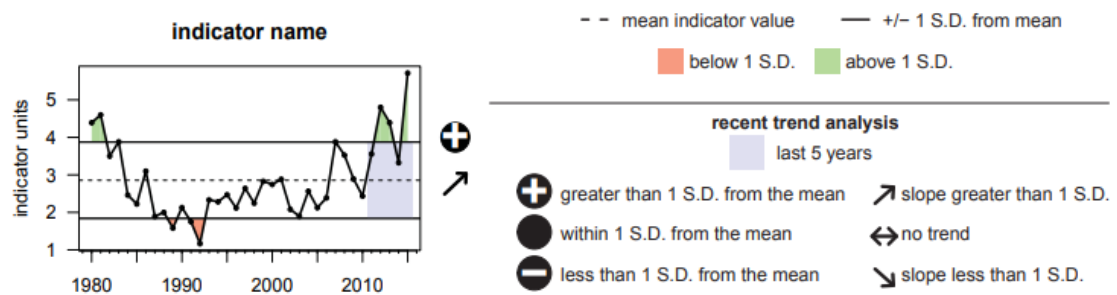 indicator name
indicator units
5
4
3
2
1
1980 1990 2000 2010
mean indicator value
+/− 1 S.D. from mean
below 1 S.D.
above 1 S.D.
recent trend analysis
last 5 years
greater than 1 S.D. from the mean
slope greater than 1 S.D.
within 1 S.D. from the mean
no trend
less than 1 S.D. from the mean
slope less than 1 S.D.